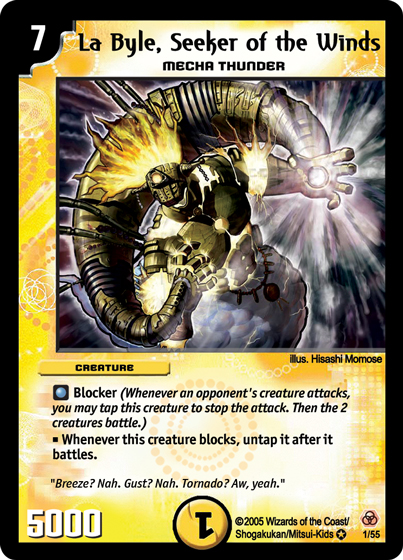 7 La Byle, Seeker of the Winds
MECHA THUNDER
illus. Hisashi Momose
CREATURE
Blocker (Whenever an opponent's creature attacks,
you may tap this creature to stop the attack. Then the 2
creatures battle.)
▪ Whenever this creature blocks, untap it after it
battles.
"Breeze? Nah. Gust? Nah. Tornado? Aw, yeah."
5000
1
©2005 Wizards of the Coast/
Shogakukan/Mitsui-Kids ✪ 1/55